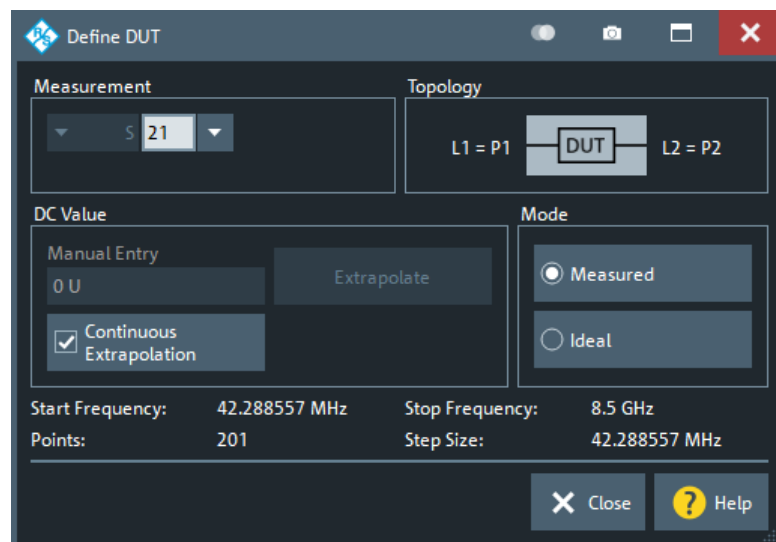 Define DUT
Measurement
S 21
Topology
L1 = P1 DUT L2 = P2
DC Value
Manual Entry
0 U
Extrapolate
Continuous
Extrapolation
Mode
Measured
Ideal
Start Frequency: 42.288557 MHz Stop Frequency: 8.5 GHz
Points: 201 Step Size: 42.288557 MHz
Close ? Help